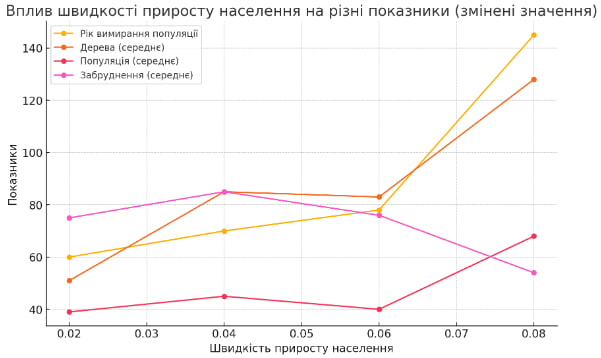 Вплив швидкості приросту населення на різні показники (змінені значення)
Рік вимирання популяції
Дерева (середнє)
Популяція (середнє)
Забруднення (середнє)
Показники
140
120
100
80
60
40
0.02 0.03 0.04 0.05 0.06 0.07 0.08
Швидкість приросту населення